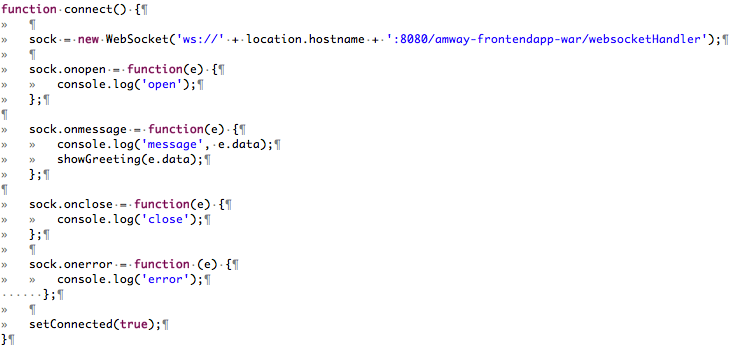 function connect() {
sock = new WebSocket('ws://' + location.hostname + ':8080/amway-frontendapp-war/websocketHandler');
sock.onopen = function(e) {
console.log('open');
};
sock.onmessage = function(e) {
console.log('message', e.data);
showGreeting(e.data);
};
sock.onclose = function(e) {
console.log('close');
};
sock.onerror = function (e) {
console.log('error');
};
setConnected(true);
}